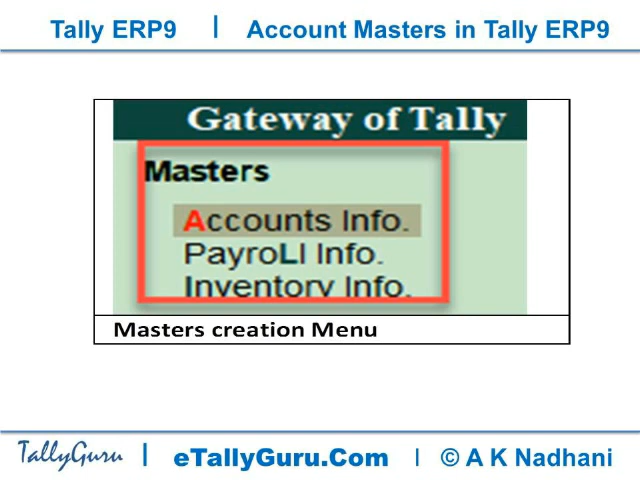 Tally ERP9 | Account Masters in Tally ERP9
Gateway of Tally
Masters
Accounts Info.
PayroLl Info.
Inventory Info.
Masters creation Menu
TallyGuru | eTallyGuru.Com | © A K Nadhani